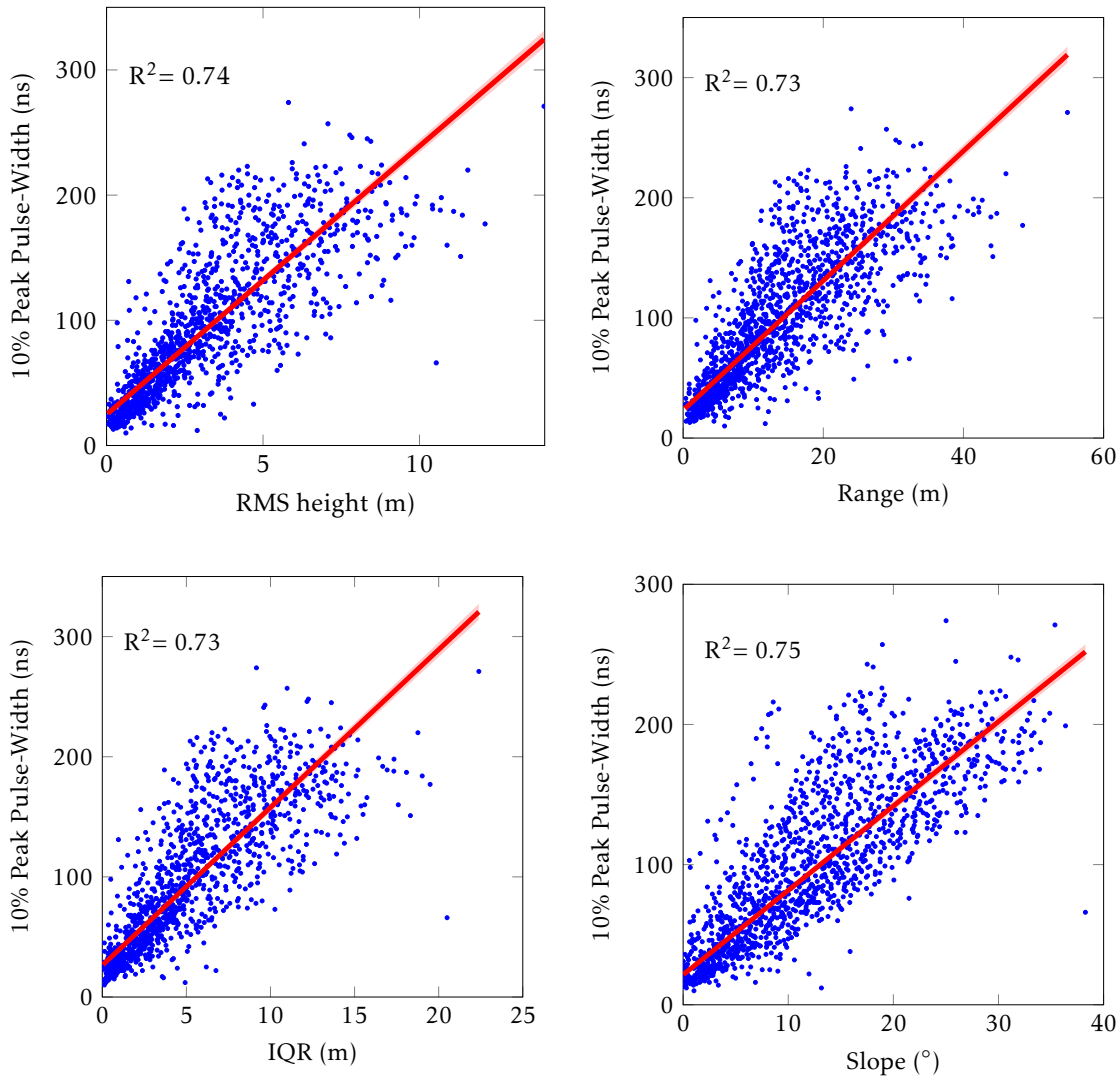 10% Peak Pulse-Width (ns)
300
200
100
0
R²= 0.74
0 5 10
RMS height (m)
10% Peak Pulse-Width (ns)
300
200
100
0
R²= 0.73
0 20 40 60
Range (m)
10% Peak Pulse-Width (ns)
300
200
100
0
R²= 0.73
0 5 10 15 20 25
IQR (m)
10% Peak Pulse-Width (ns)
300
200
100
0
R²= 0.75
0 10 20 30 40
Slope (°)